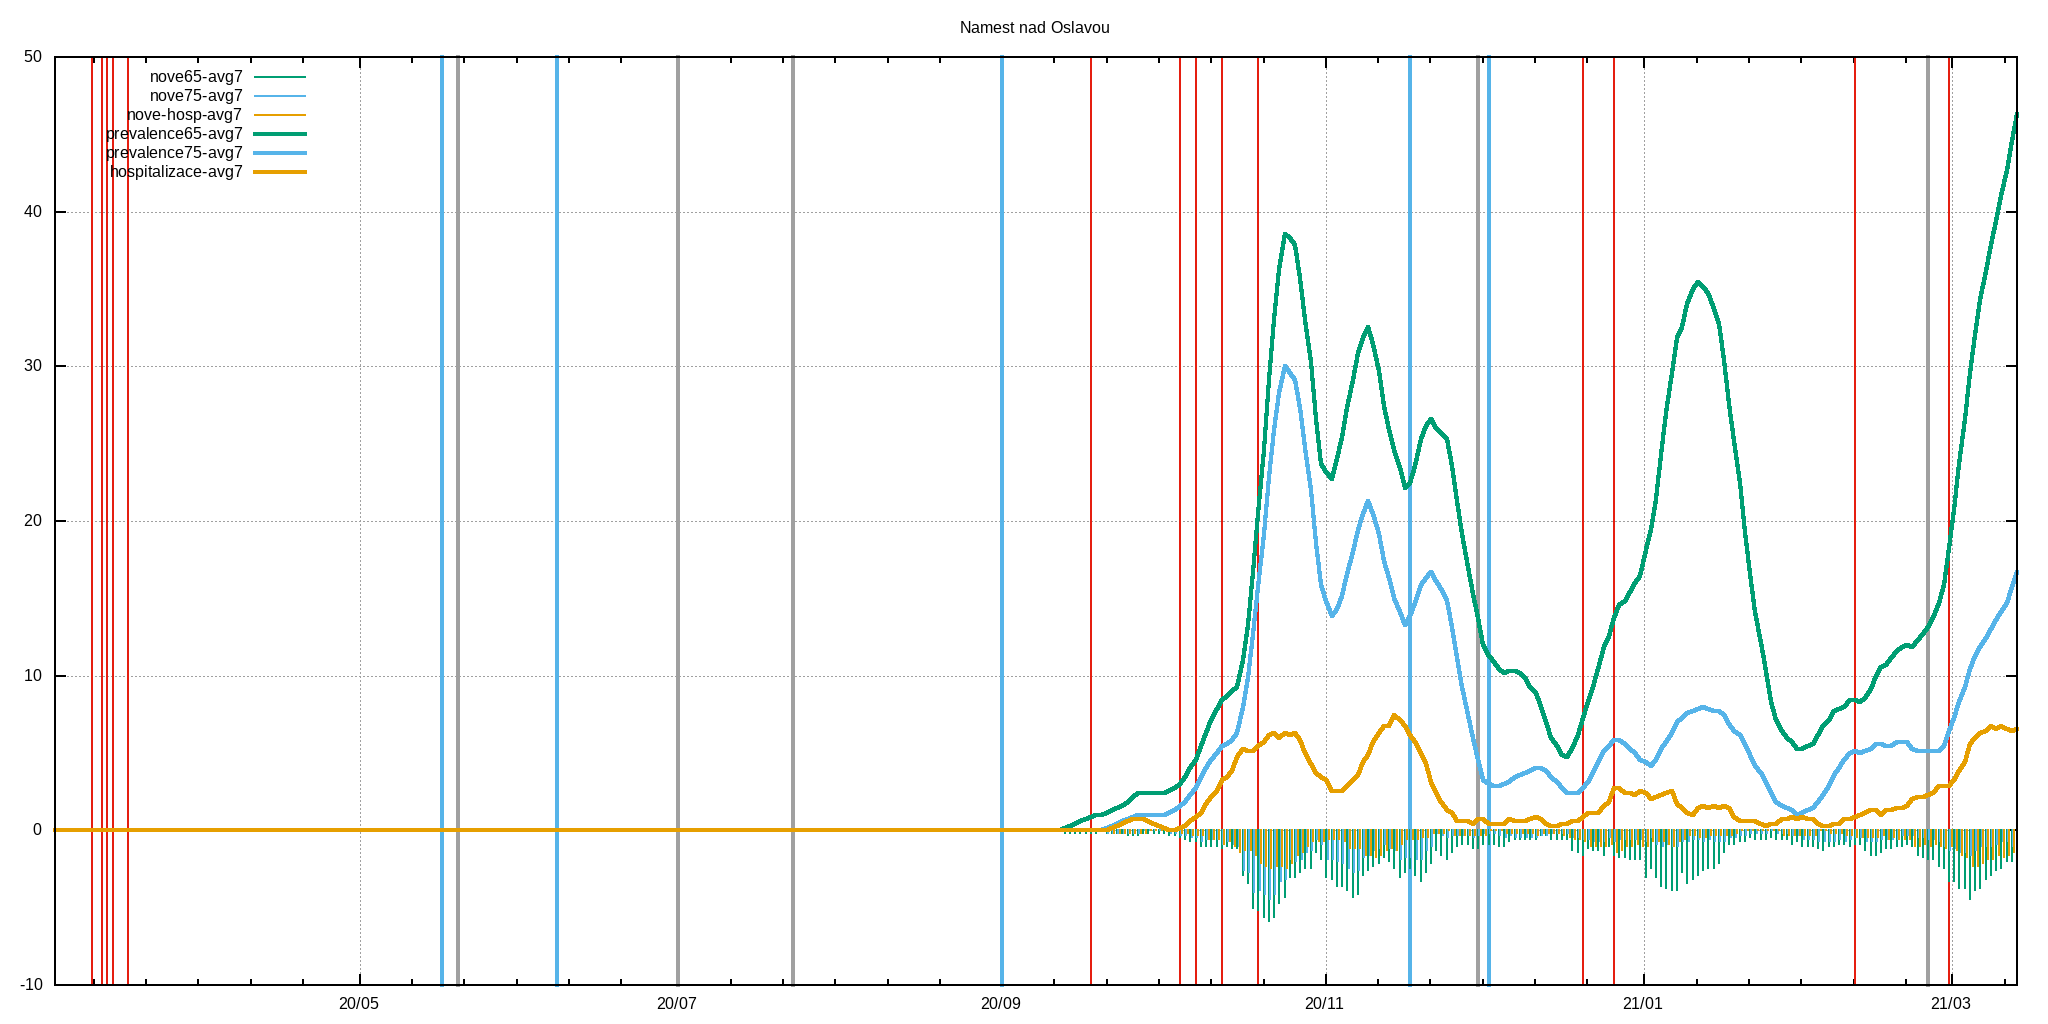 Namest nad Oslavou
50
40
30
20
10
0
-10
nove65-avg7
nove75-avg7
nove-hosp-avg7
prevalence65-avg7
prevalence75-avg7
hospitalizace-avg7
20/05 20/07 20/09 20/11 21/01 21/03